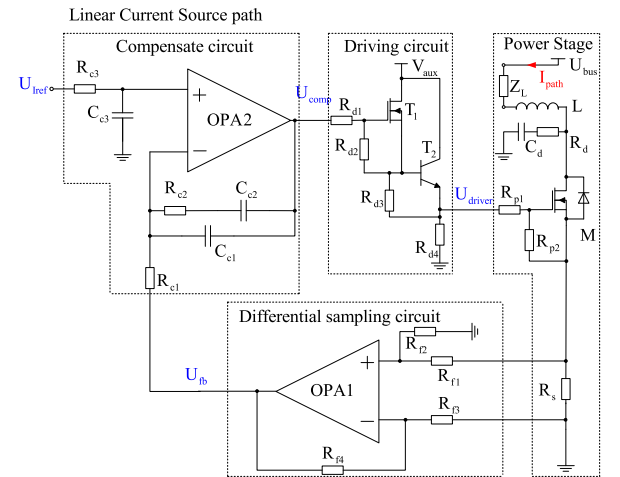 Linear Current Source path
Compensate circuit
Driving circuit
Power Stage
U_Iref
R_c3
C_c3
+
−
OPA2
U_comp
R_c2
C_c2
C_c1
R_c1
V_aux
R_d1
T_1
R_d2
T_2
R_d3
R_d4
U_driver
U_bus
I_path
Z_L
L
C_d
R_d
R_p1
R_p2
M
Differential sampling circuit
U_fb
OPA1
+
−
R_f2
R_f1
R_f3
R_f4
R_s